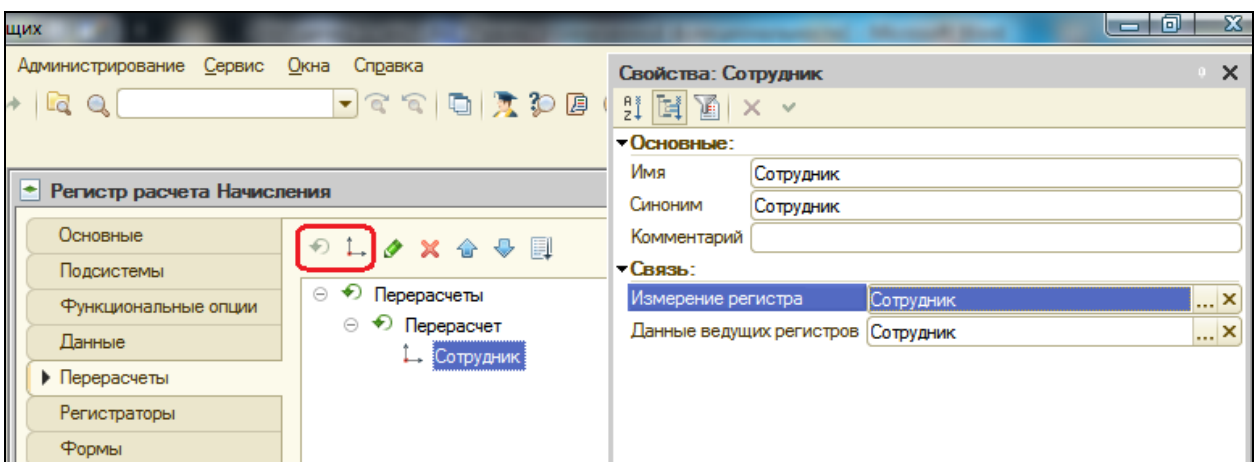 щих
Администрирование Сервис Окна Справка
Свойства: Сотрудник
Основные:
Имя Сотрудник
Синоним Сотрудник
Комментарий
Связь:
Измерение регистра Сотрудник ...
Данные ведущих регистров Сотрудник ...
Регистр расчета Начисления
Основные
Подсистемы
Функциональные опции
Данные
Перерасчеты
Регистраторы
Формы
Перерасчеты
Перерасчет
Сотрудник